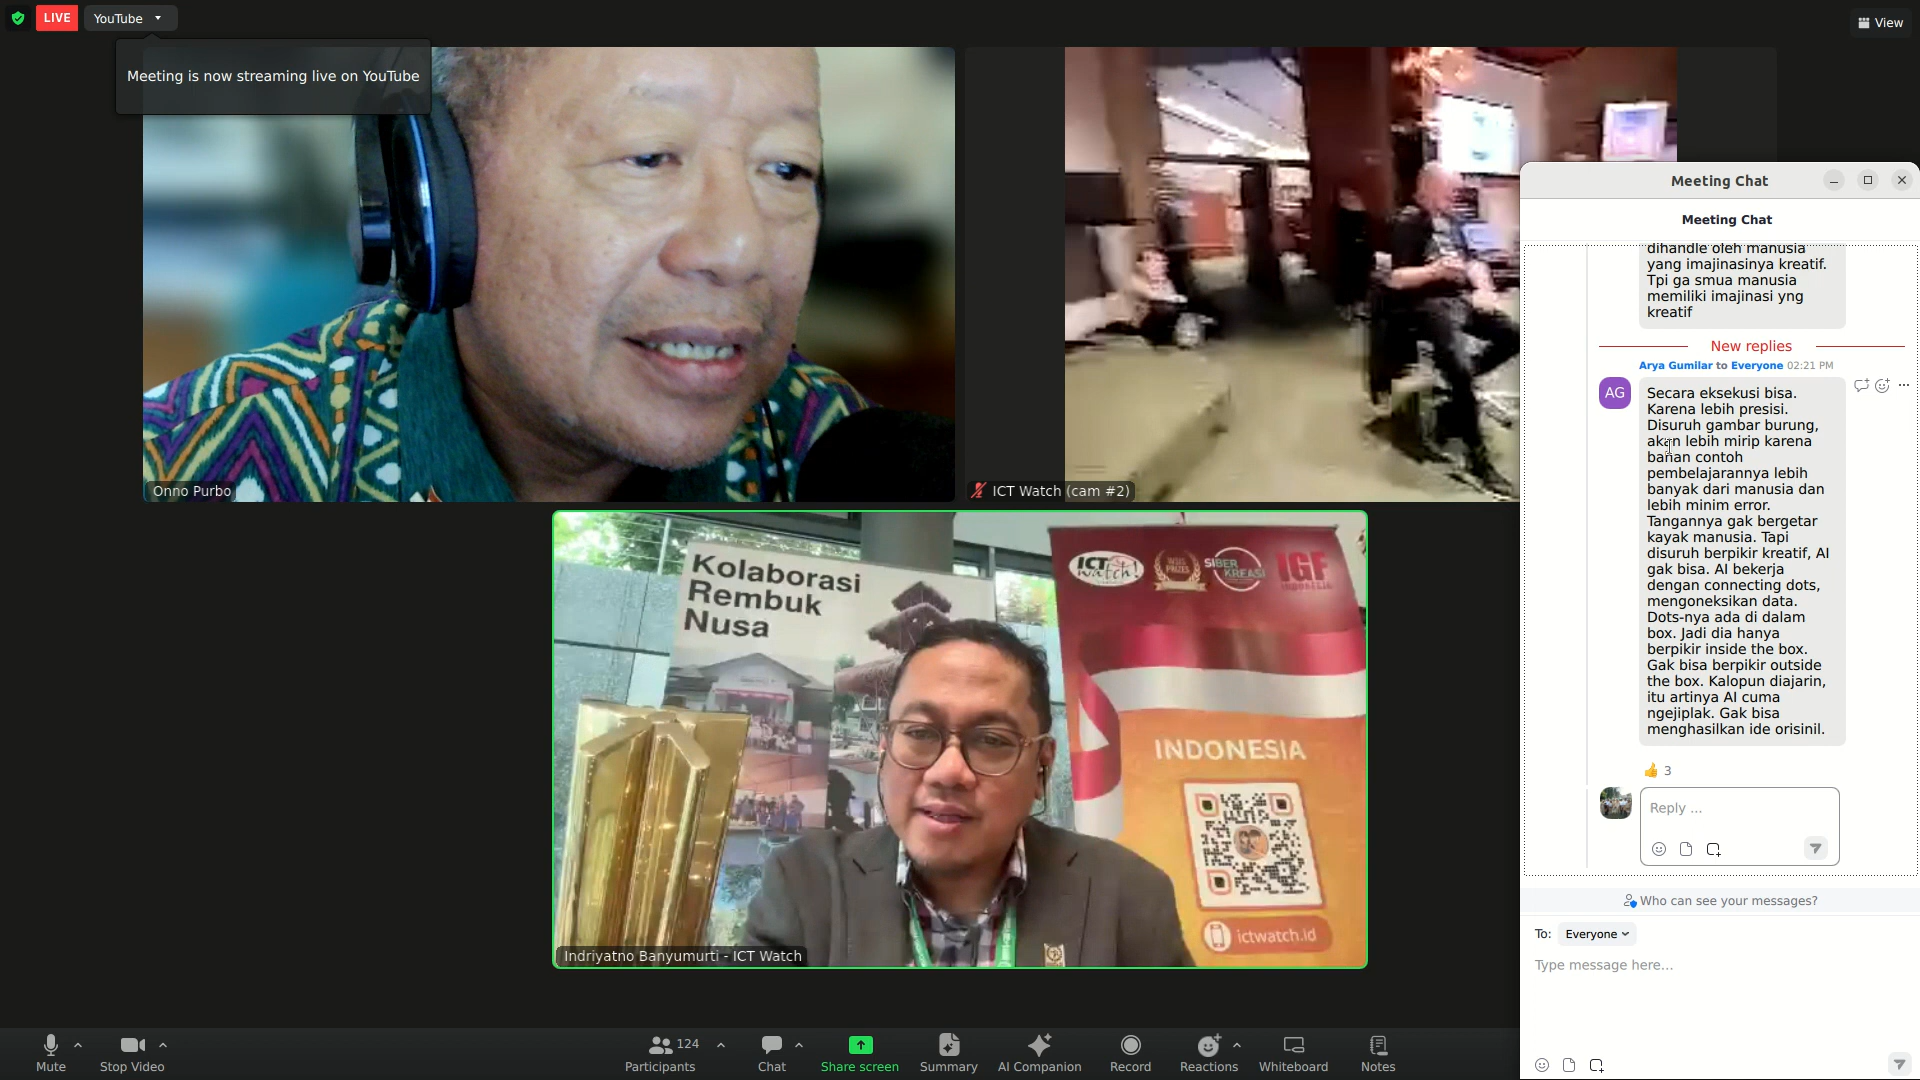 LIVE
YouTube
View
Meeting is now streaming live on YouTube
Onno Purbo
ICT Watch (cam #2)
Kolaborasi
Rembuk
Nusa
ICT
watch!
WSIS
PRIZES
SIBER
KREASI
IGF
INDONESIA
INDONESIA
ictwatch.id
Indriyatno Banyumurti - ICT Watch
Meeting Chat
Meeting Chat
dihandle oleh manusia
yang imajinasinya kreatif.
Tpi ga smua manusia
memiliki imajinasi yng
kreatif
New replies
Arya Gumilar to Everyone 02:21 PM
AG
Secara eksekusi bisa.
Karena lebih presisi.
Disuruh gambar burung,
akan lebih mirip karena
bahan contoh
pembelajarannya lebih
banyak dari manusia dan
lebih minim error.
Tangannya gak bergetar
kayak manusia. Tapi
disuruh berpikir kreatif, AI
gak bisa. AI bekerja
dengan connecting dots,
mengoneksikan data.
Dots-nya ada di dalam
box. Jadi dia hanya
berpikir inside the box.
Gak bisa berpikir outside
the box. Kalopun diajarin,
itu artinya AI cuma
ngejiplak. Gak bisa
menghasilkan ide orisinil.
👍 3
Reply ...
Who can see your messages?
To: Everyone
Type message here...
Mute
Stop Video
124
Participants
Chat
Share screen
Summary
AI Companion
Record
Reactions
Whiteboard
Notes